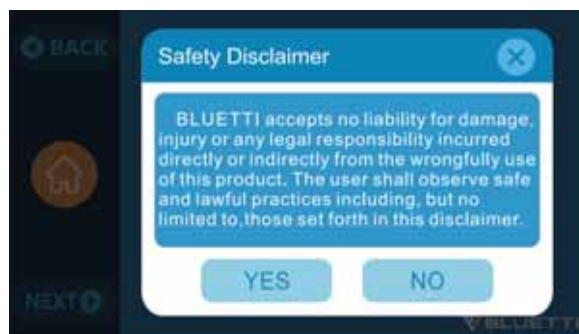 BACK
Safety Disclaimer
BLUETTI accepts no liability for damage,
injury or any legal responsibility incurred
directly or indirectly from the wrongfully use
of this product. The user shall observe safe
and lawful practices including, but no
limited to,those set forth in this disclaimer.
YES
NO
NEXT
BLUETTI